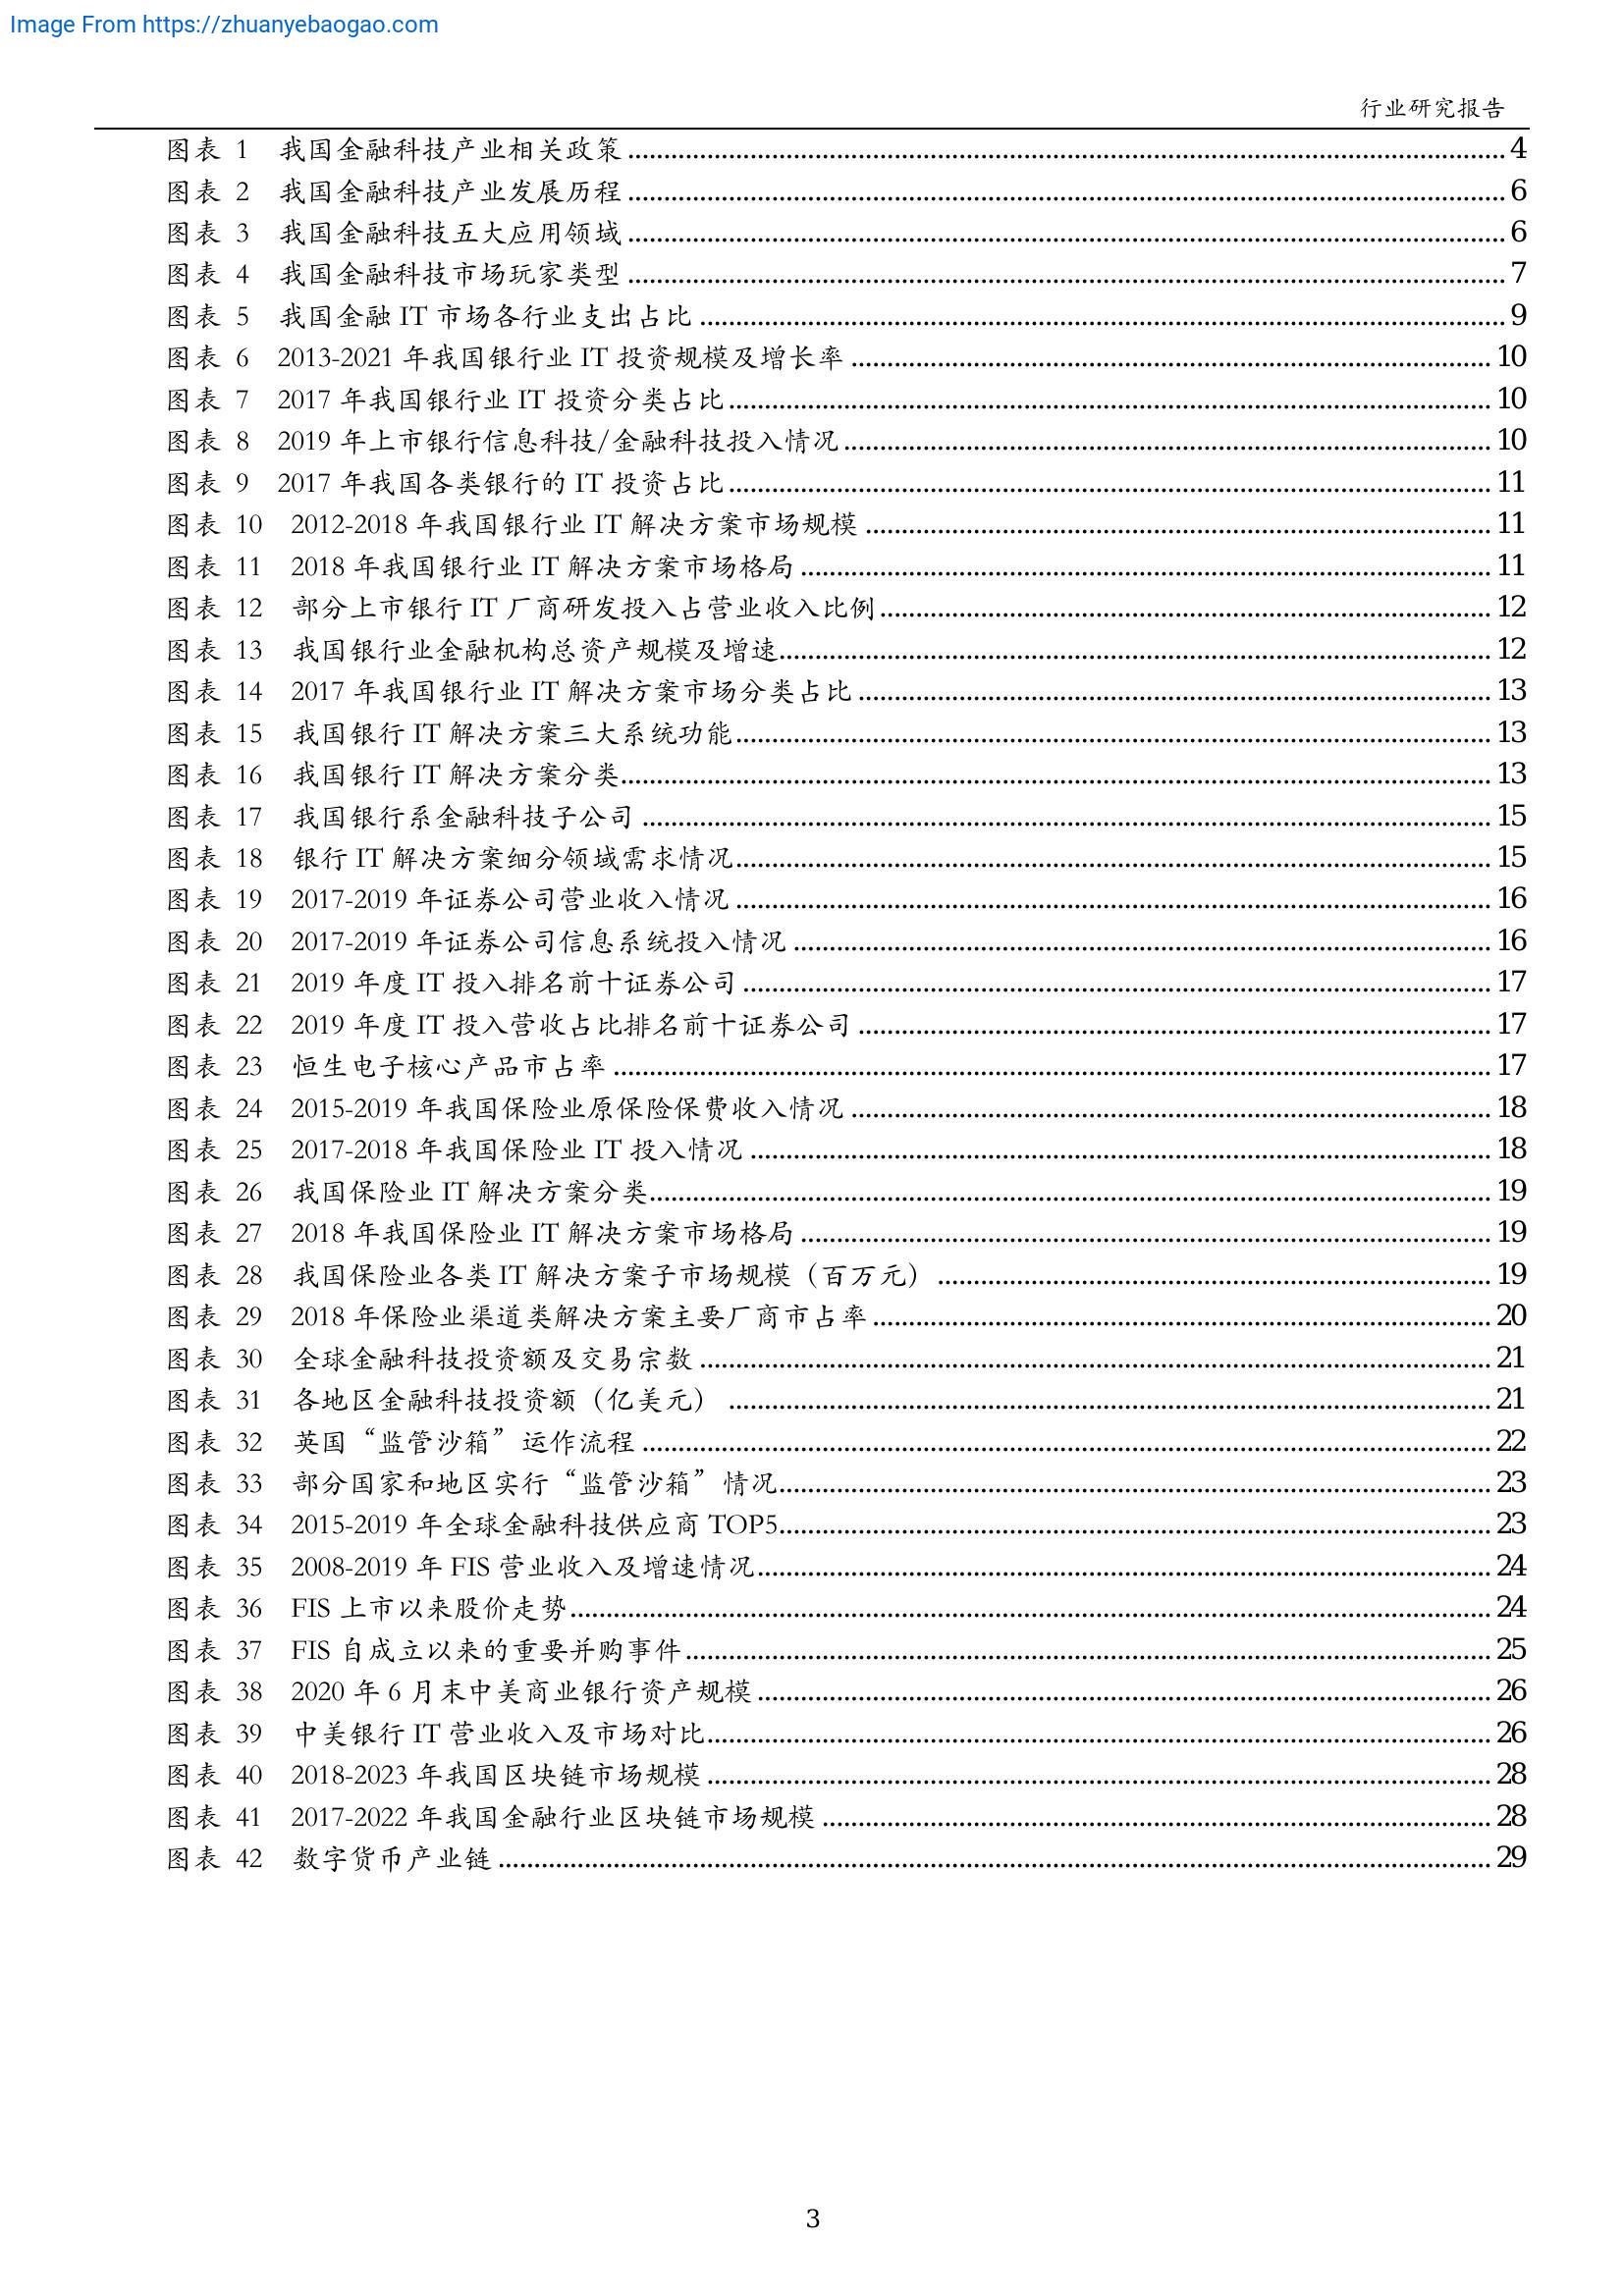 Image From https://zhuanyebaogao.com
行业研究报告
图表 1 我国金融科技产业相关政策 4
图表 2 我国金融科技产业发展历程 6
图表 3 我国金融科技五大应用领域 6
图表 4 我国金融科技市场玩家类型 7
图表 5 我国金融 IT 市场各行业支出占比 9
图表 6 2013-2021 年我国银行业 IT 投资规模及增长率 10
图表 7 2017 年我国银行业 IT 投资分类占比 10
图表 8 2019 年上市银行信息科技/金融科技投入情况 10
图表 9 2017 年我国各类银行的 IT 投资占比 11
图表 10 2012-2018 年我国银行业 IT 解决方案市场规模 11
图表 11 2018 年我国银行业 IT 解决方案市场格局 11
图表 12 部分上市银行 IT 厂商研发投入占营业收入比例 12
图表 13 我国银行业金融机构总资产规模及增速 12
图表 14 2017 年我国银行业 IT 解决方案市场分类占比 13
图表 15 我国银行 IT 解决方案三大系统功能 13
图表 16 我国银行 IT 解决方案分类 13
图表 17 我国银行系金融科技子公司 15
图表 18 银行 IT 解决方案细分领域需求情况 15
图表 19 2017-2019 年证券公司营业收入情况 16
图表 20 2017-2019 年证券公司信息系统投入情况 16
图表 21 2019 年度 IT 投入排名前十证券公司 17
图表 22 2019 年度 IT 投入营收占比排名前十证券公司 17
图表 23 恒生电子核心产品市占率 17
图表 24 2015-2019 年我国保险业原保险保费收入情况 18
图表 25 2017-2018 年我国保险业 IT 投入情况 18
图表 26 我国保险业 IT 解决方案分类 19
图表 27 2018 年我国保险业 IT 解决方案市场格局 19
图表 28 我国保险业各类 IT 解决方案子市场规模（百万元） 19
图表 29 2018 年保险业渠道类解决方案主要厂商市占率 20
图表 30 全球金融科技投资额及交易宗数 21
图表 31 各地区金融科技投资额（亿美元） 21
图表 32 英国“监管沙箱”运作流程 22
图表 33 部分国家和地区实行“监管沙箱”情况 23
图表 34 2015-2019 年全球金融科技供应商 TOP5 23
图表 35 2008-2019 年 FIS 营业收入及增速情况 24
图表 36 FIS 上市以来股价走势 24
图表 37 FIS 自成立以来的重要并购事件 25
图表 38 2020 年 6 月末中美商业银行资产规模 26
图表 39 中美银行 IT 营业收入及市场对比 26
图表 40 2018-2023 年我国区块链市场规模 28
图表 41 2017-2022 年我国金融行业区块链市场规模 28
图表 42 数字货币产业链 29
3